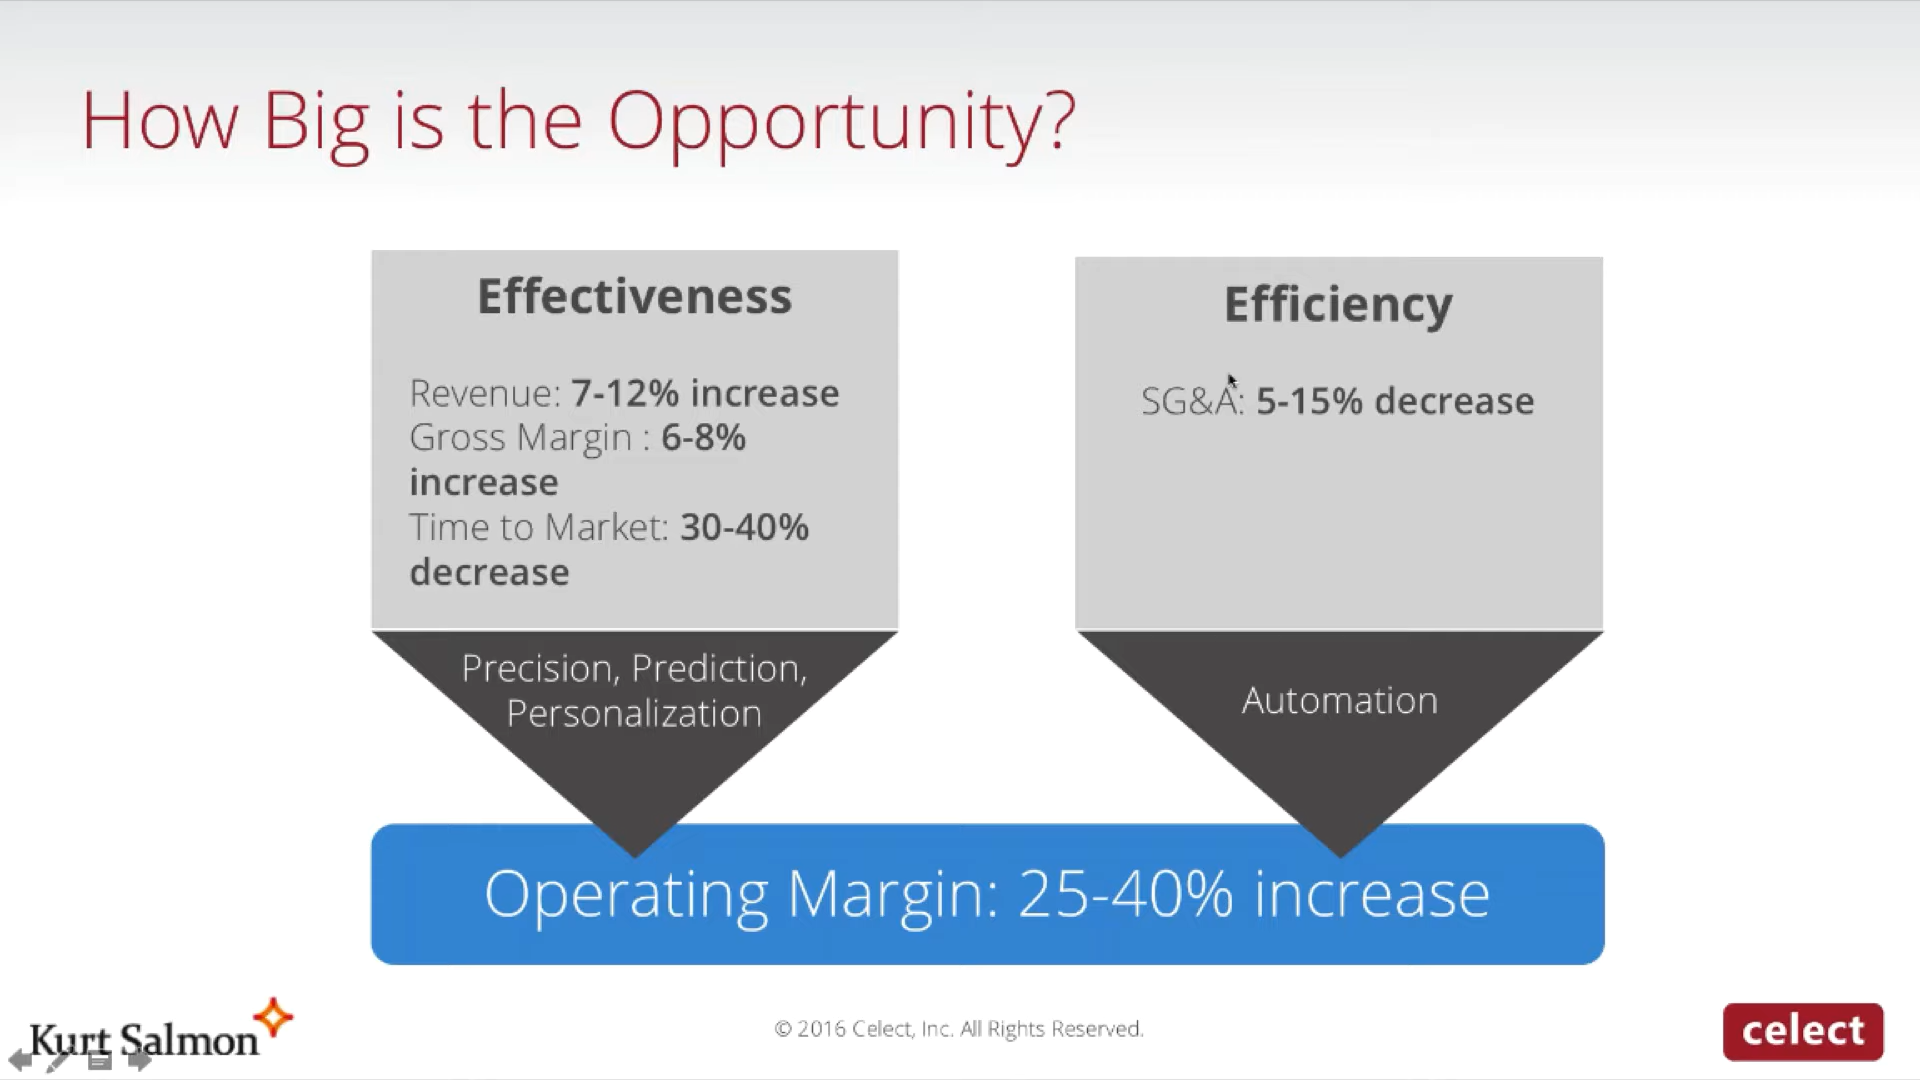 How Big is the Opportunity?
Effectiveness
Revenue: 7-12% increase
Gross Margin : 6-8%
increase
Time to Market: 30-40%
decrease
Precision, Prediction,
Personalization
Efficiency
SG&A: 5-15% decrease
Automation
Operating Margin: 25-40% increase
Kurt Salmon
© 2016 Celect, Inc. All Rights Reserved.
celect